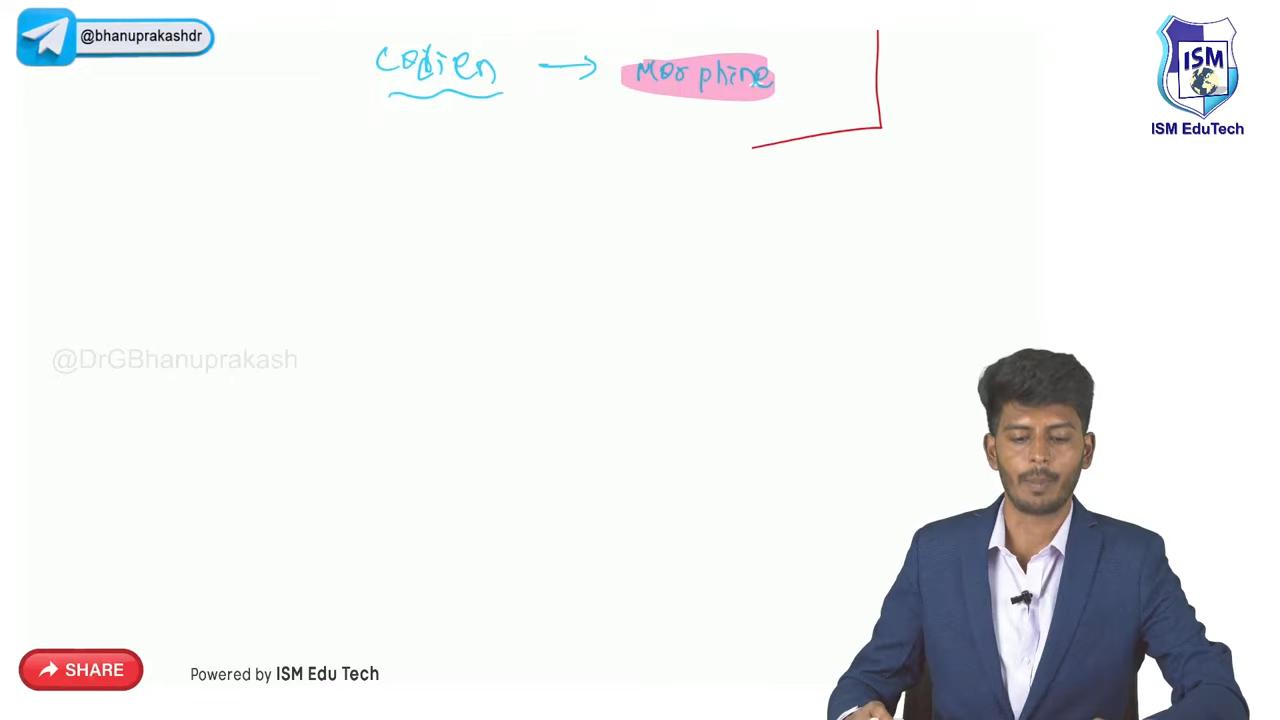 @bhanuprakashdr
codien → Morphine
ISM
ISM EduTech
@DrGBhanuprakash
SHARE
Powered by ISM Edu Tech